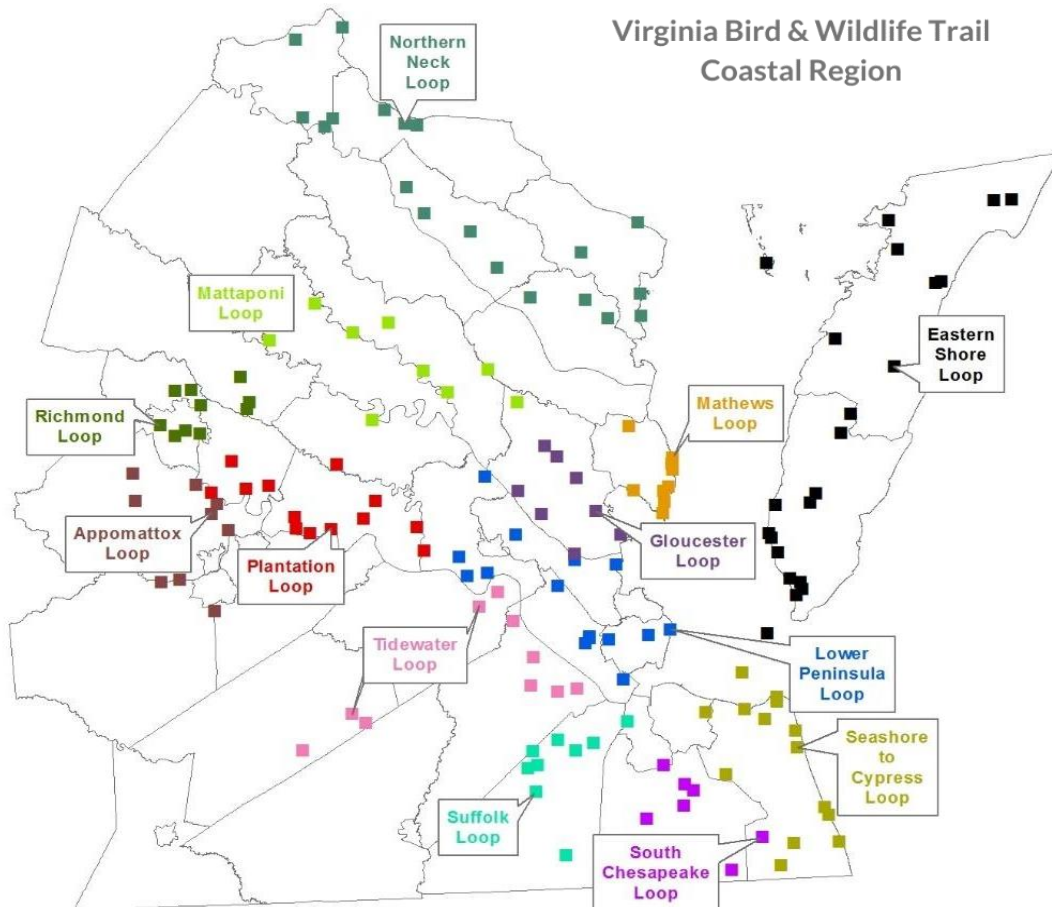 Virginia Bird & Wildlife Trail
Coastal Region
Northern
Neck
Loop
Mattaponi
Loop
Eastern
Shore
Loop
Richmond
Loop
Mathews
Loop
Appomattox
Loop
Plantation
Loop
Gloucester
Loop
Tidewater
Loop
Lower
Peninsula
Loop
Seashore
to
Cypress
Loop
Suffolk
Loop
South
Chesapeake
Loop